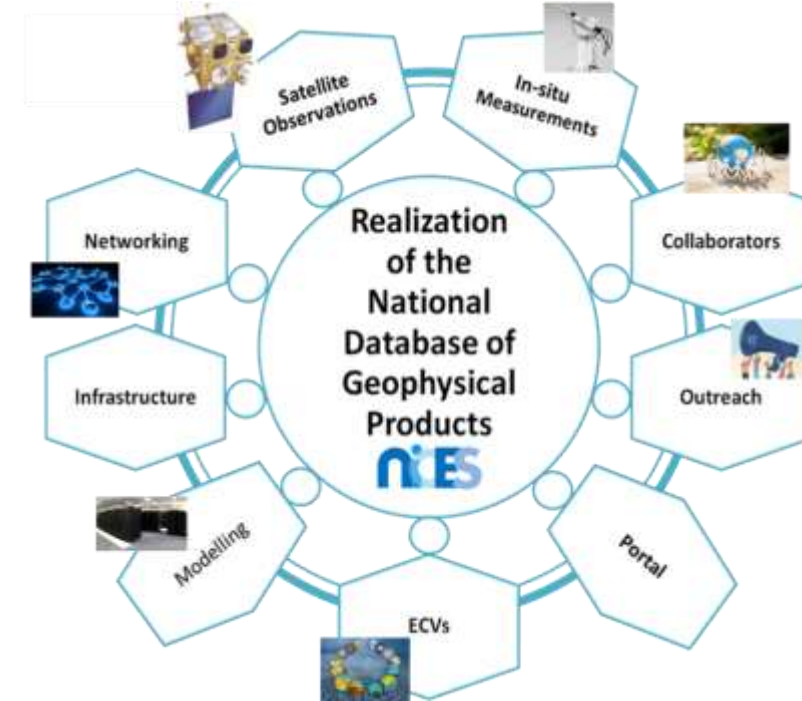 Satellite
Observations
In-situ
Measurements
Networking
Collaborators
Realization
of the
National
Database of
Geophysical
Products
NICES
Infrastructure
Outreach
Modelling
Portal
ECVs